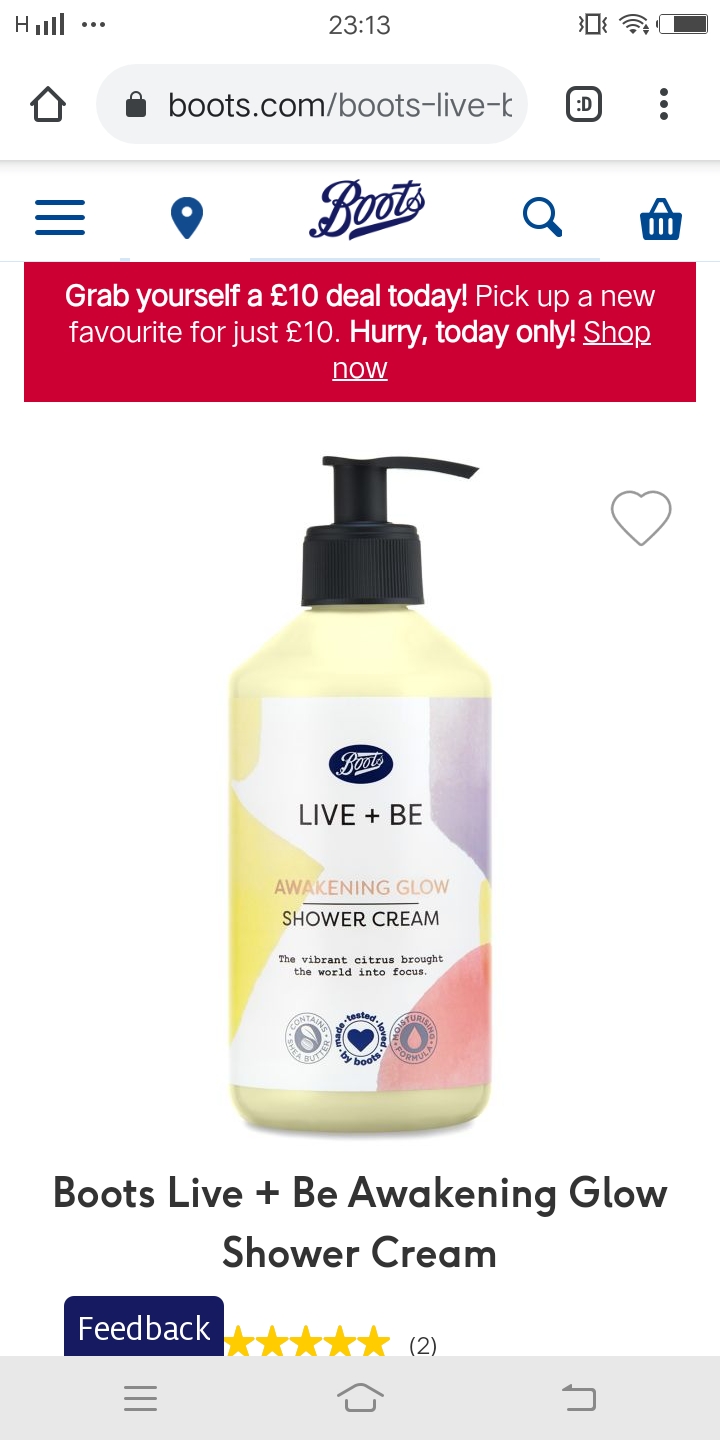 H 23:13
:D
boots.com/boots-live-b
Boots
Grab yourself a £10 deal today! Pick up a new
favourite for just £10. Hurry, today only! Shop
now
Boots
LIVE + BE
AWAKENING GLOW
SHOWER CREAM
The vibrant citrus brought
the world into focus.
CONTAINS SHEA BUTTER
made·tested·loved·by boots·
MOISTURISING FORMULA
Boots Live + Be Awakening Glow
Shower Cream
Feedback
(2)